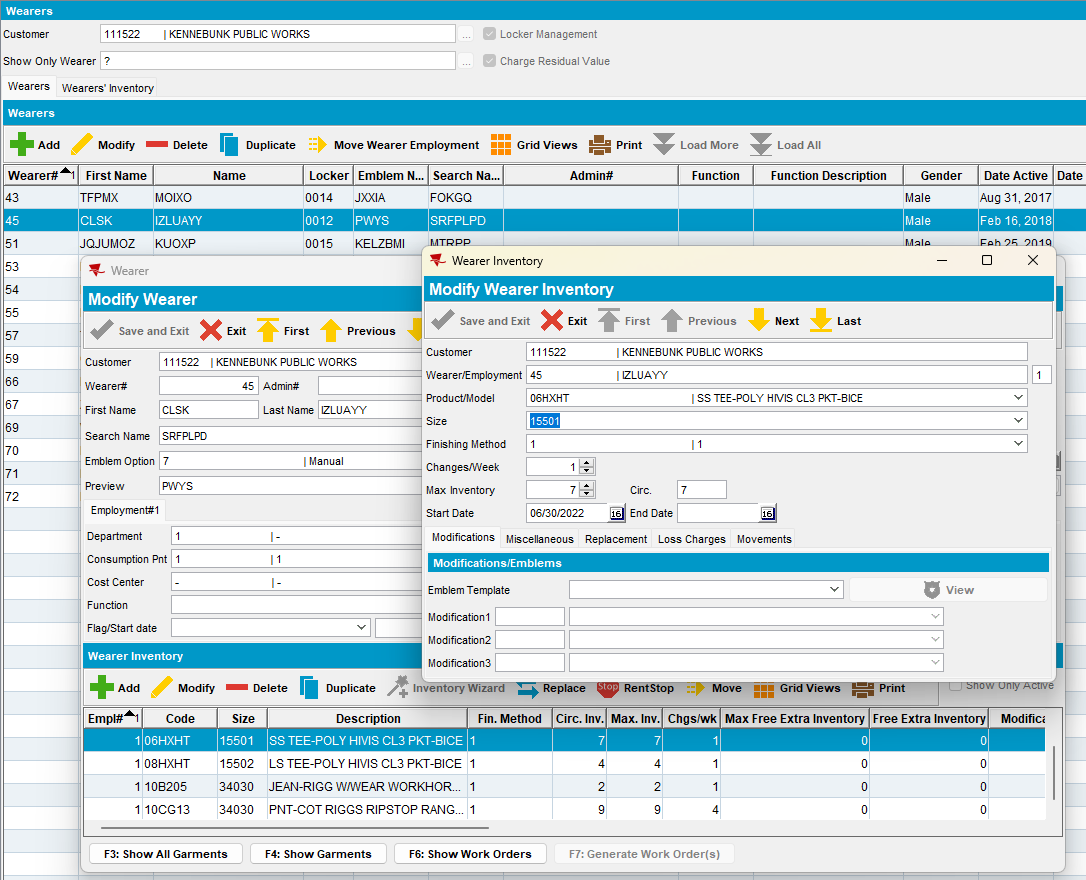 Wearers
Customer 111522 | KENNEBUNK PUBLIC WORKS ... Locker Management
Show Only Wearer ? ... Charge Residual Value
Wearers Wearers' Inventory
Wearers
Add Modify Delete Duplicate Move Wearer Employment Grid Views Print Load More Load All
Wearer# 1 First Name Name Locker Emblem N... Search Na... Admin# Function Function Description Gender Date Active Date
43 TFPMX MOIXO 0014 JXXIA FOKGQ Male Aug 31, 2017
45 CLSK IZLUAYY 0012 PWYS SRFPLPD Male Feb 16, 2018
51 JQJUMOZ KUOXP 0015 KELZBMI MTRPP Male Feb 25, 2019
53
54
55
57
59
66
67
69
70
71
72
Wearer
Modify Wearer
Save and Exit Exit First Previous
Customer 111522 | KENNEBUNK PUBLIC WORKS
Wearer# 45 Admin#
First Name CLSK Last Name IZLUAYY
Search Name SRFPLPD
Emblem Option 7 | Manual
Preview PWYS
Employment#1
Department 1 | -
Consumption Pnt 1 | 1
Cost Center - | -
Function
Flag/Start date
Wearer Inventory
Add Modify Delete Duplicate Inventory Wizard Replace Stop RentStop Move Grid Views Print Show Only Active
Empl# 1 Code Size Description Fin. Method Circ. Inv. Max. Inv. Chgs/wk Max Free Extra Inventory Free Extra Inventory Modifica
1 06HXHT 15501 SS TEE-POLY HIVIS CL3 PKT-BICE 1 7 7 1 0 0
1 08HXHT 15502 LS TEE-POLY HIVIS CL3 PKT-BICE 1 4 4 1 0 0
1 10B205 34030 JEAN-RIGG W/WEAR WORKHOR... 1 2 2 1 0 0
1 10CG13 34030 PNT-COT RIGGS RIPSTOP RANG... 1 9 9 4 0 0
F3: Show All Garments F4: Show Garments F6: Show Work Orders F7: Generate Work Order(s)
Wearer Inventory
Modify Wearer Inventory
Save and Exit Exit First Previous Next Last
Customer 111522 | KENNEBUNK PUBLIC WORKS
Wearer/Employment 45 | IZLUAYY 1
Product/Model 06HXHT | SS TEE-POLY HIVIS CL3 PKT-BICE
Size 15501
Finishing Method 1 | 1
Changes/Week 1
Max Inventory 7 Circ. 7
Start Date 06/30/2022 16 End Date 16
Modifications Miscellaneous Replacement Loss Charges Movements
Modifications/Emblems
Emblem Template View
Modification1
Modification2
Modification3